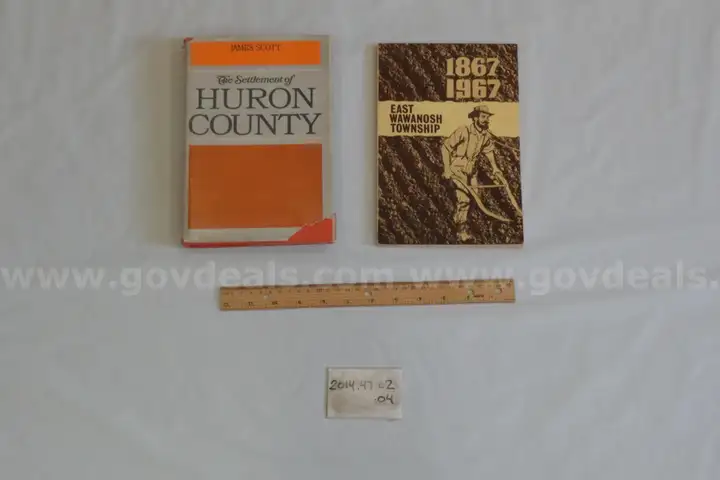 JAMES SCOTT
The Settlement of
HURON
COUNTY
1867
1967
EAST
WAWANOSH
TOWNSHIP
www.govdeals.com www.govdeals.
2014.47.02
.04